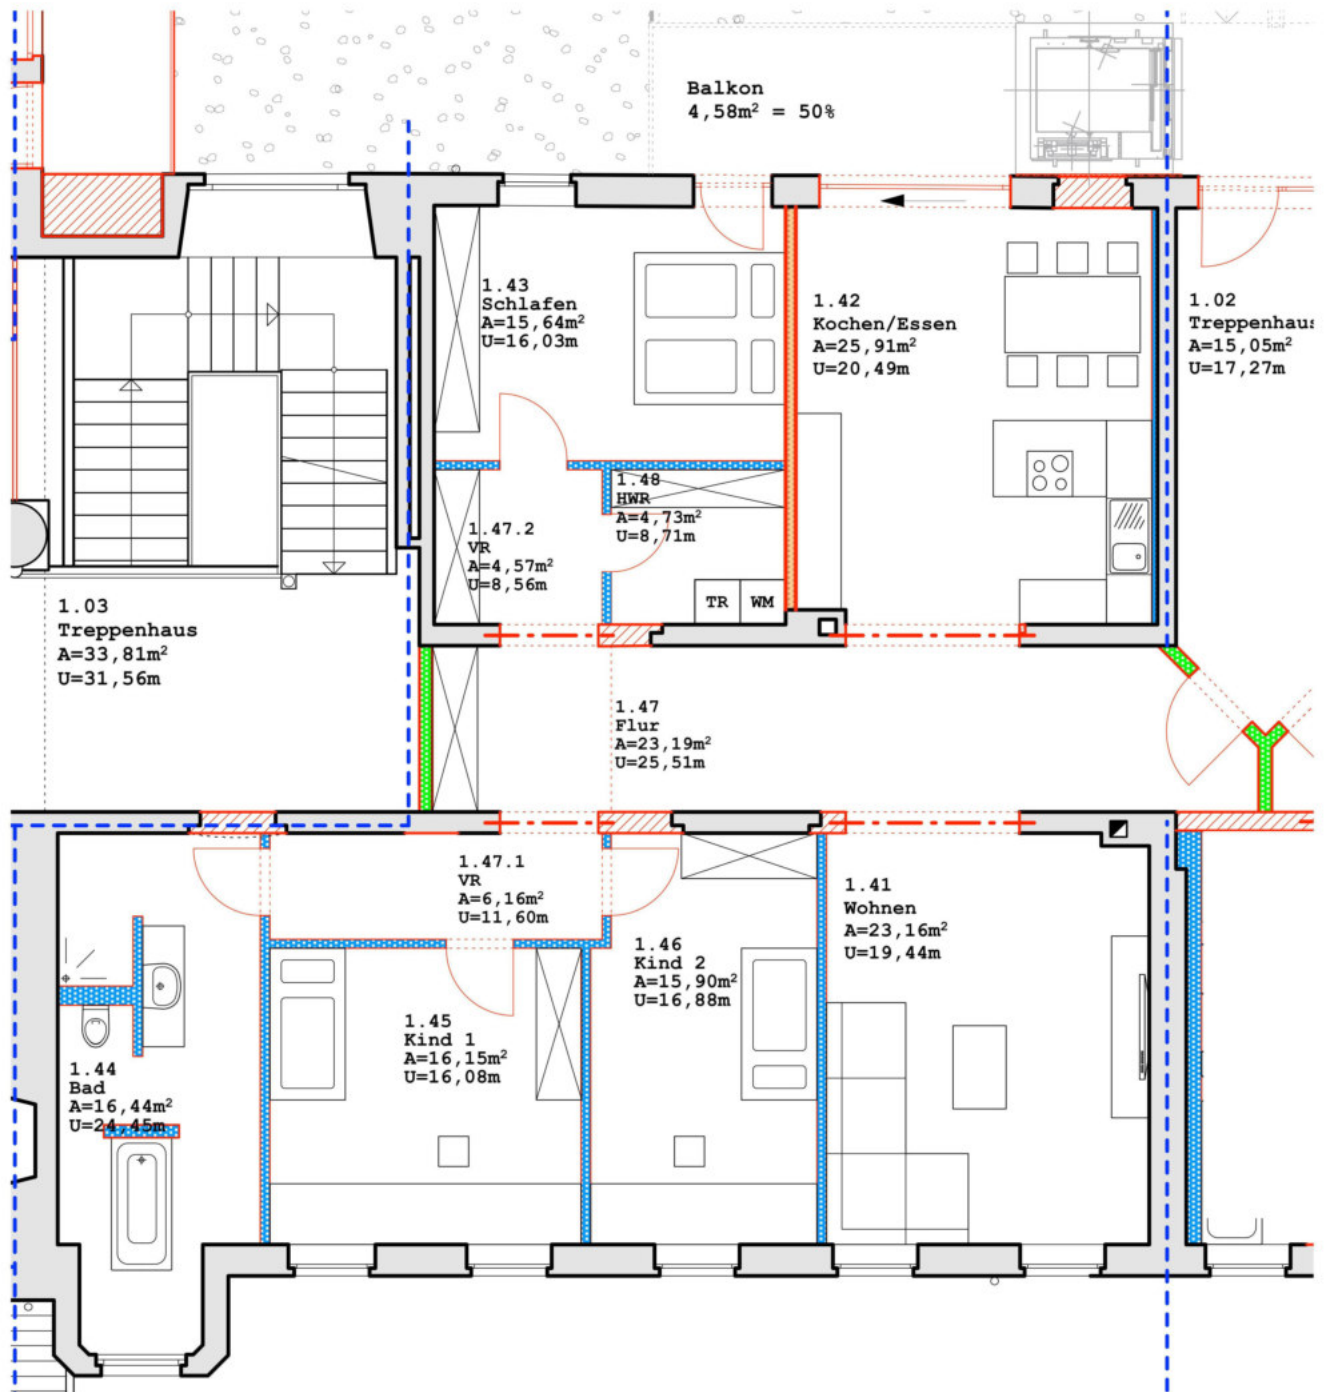 Balkon
4,58m² = 50%
1.43
Schlafen
A=15,64m²
U=16,03m
1.42
Kochen/Essen
A=25,91m²
U=20,49m
1.02
Treppenhaus
A=15,05m²
U=17,27m
1.48
HWR
A=4,73m²
U=8,71m
1.47.2
VR
A=4,57m²
U=8,56m
TR WM
1.03
Treppenhaus
A=33,81m²
U=31,56m
1.47
Flur
A=23,19m²
U=25,51m
1.47.1
VR
A=6,16m²
U=11,60m
1.41
Wohnen
A=23,16m²
U=19,44m
1.46
Kind 2
A=15,90m²
U=16,88m
1.45
Kind 1
A=16,15m²
U=16,08m
1.44
Bad
A=16,44m²
U=24,45m